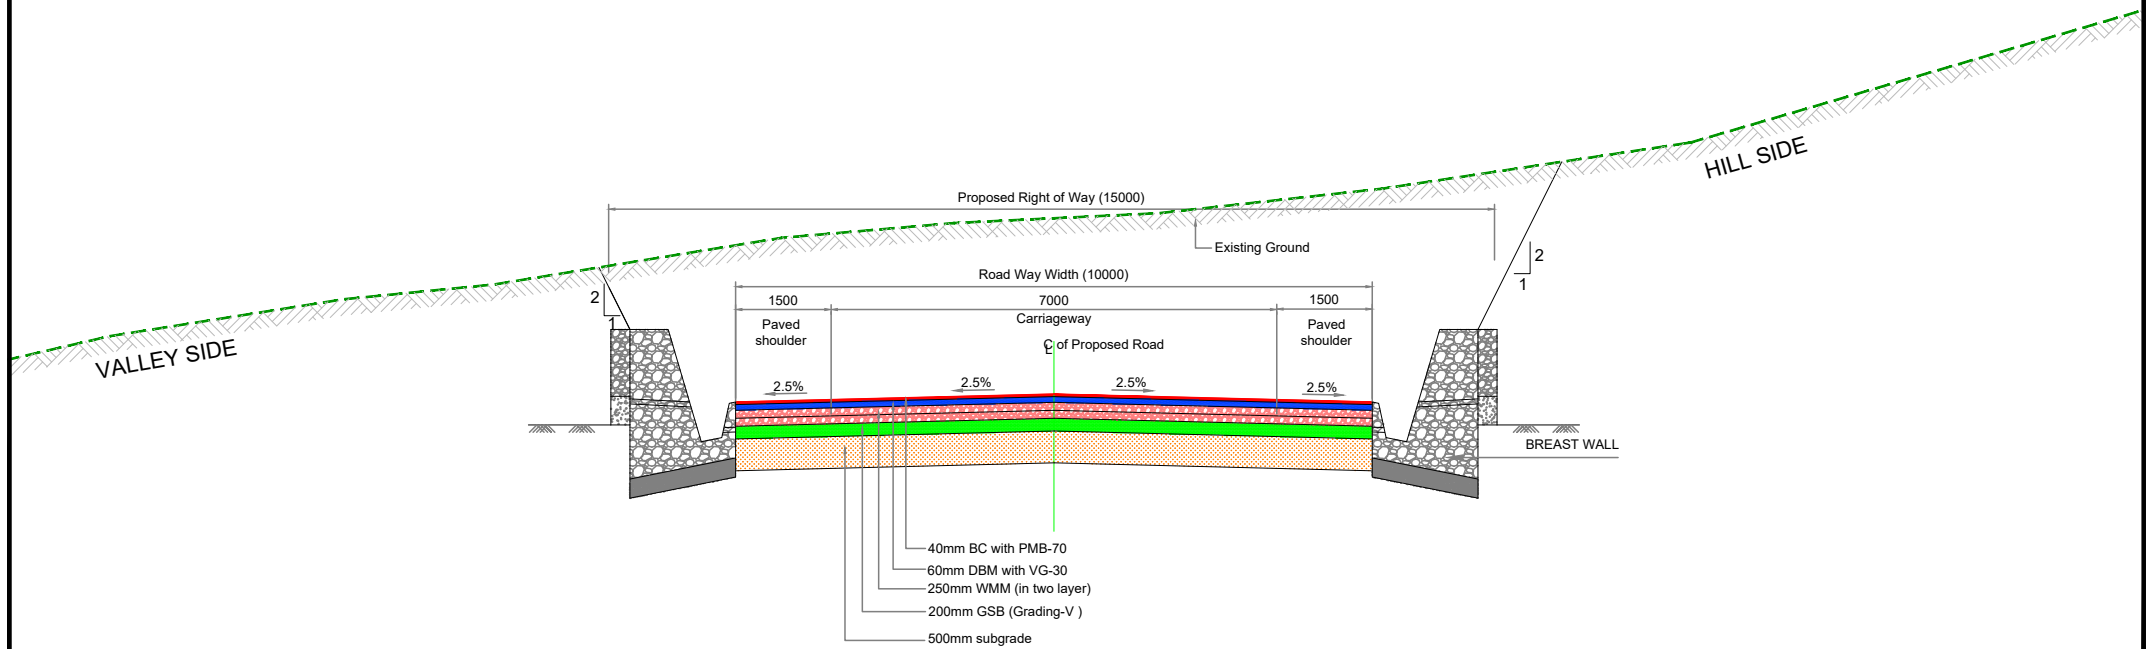 HILL SIDE
Proposed Right of Way (15000)
Existing Ground
2
1
Road Way Width (10000)
2
1
1500
7000
1500
Paved
shoulder
Carriageway
Paved
shoulder
VALLEY SIDE
CL of Proposed Road
2.5%
2.5%
2.5%
2.5%
BREAST WALL
40mm BC with PMB-70
60mm DBM with VG-30
250mm WMM (in two layer)
200mm GSB (Grading-V )
500mm subgrade